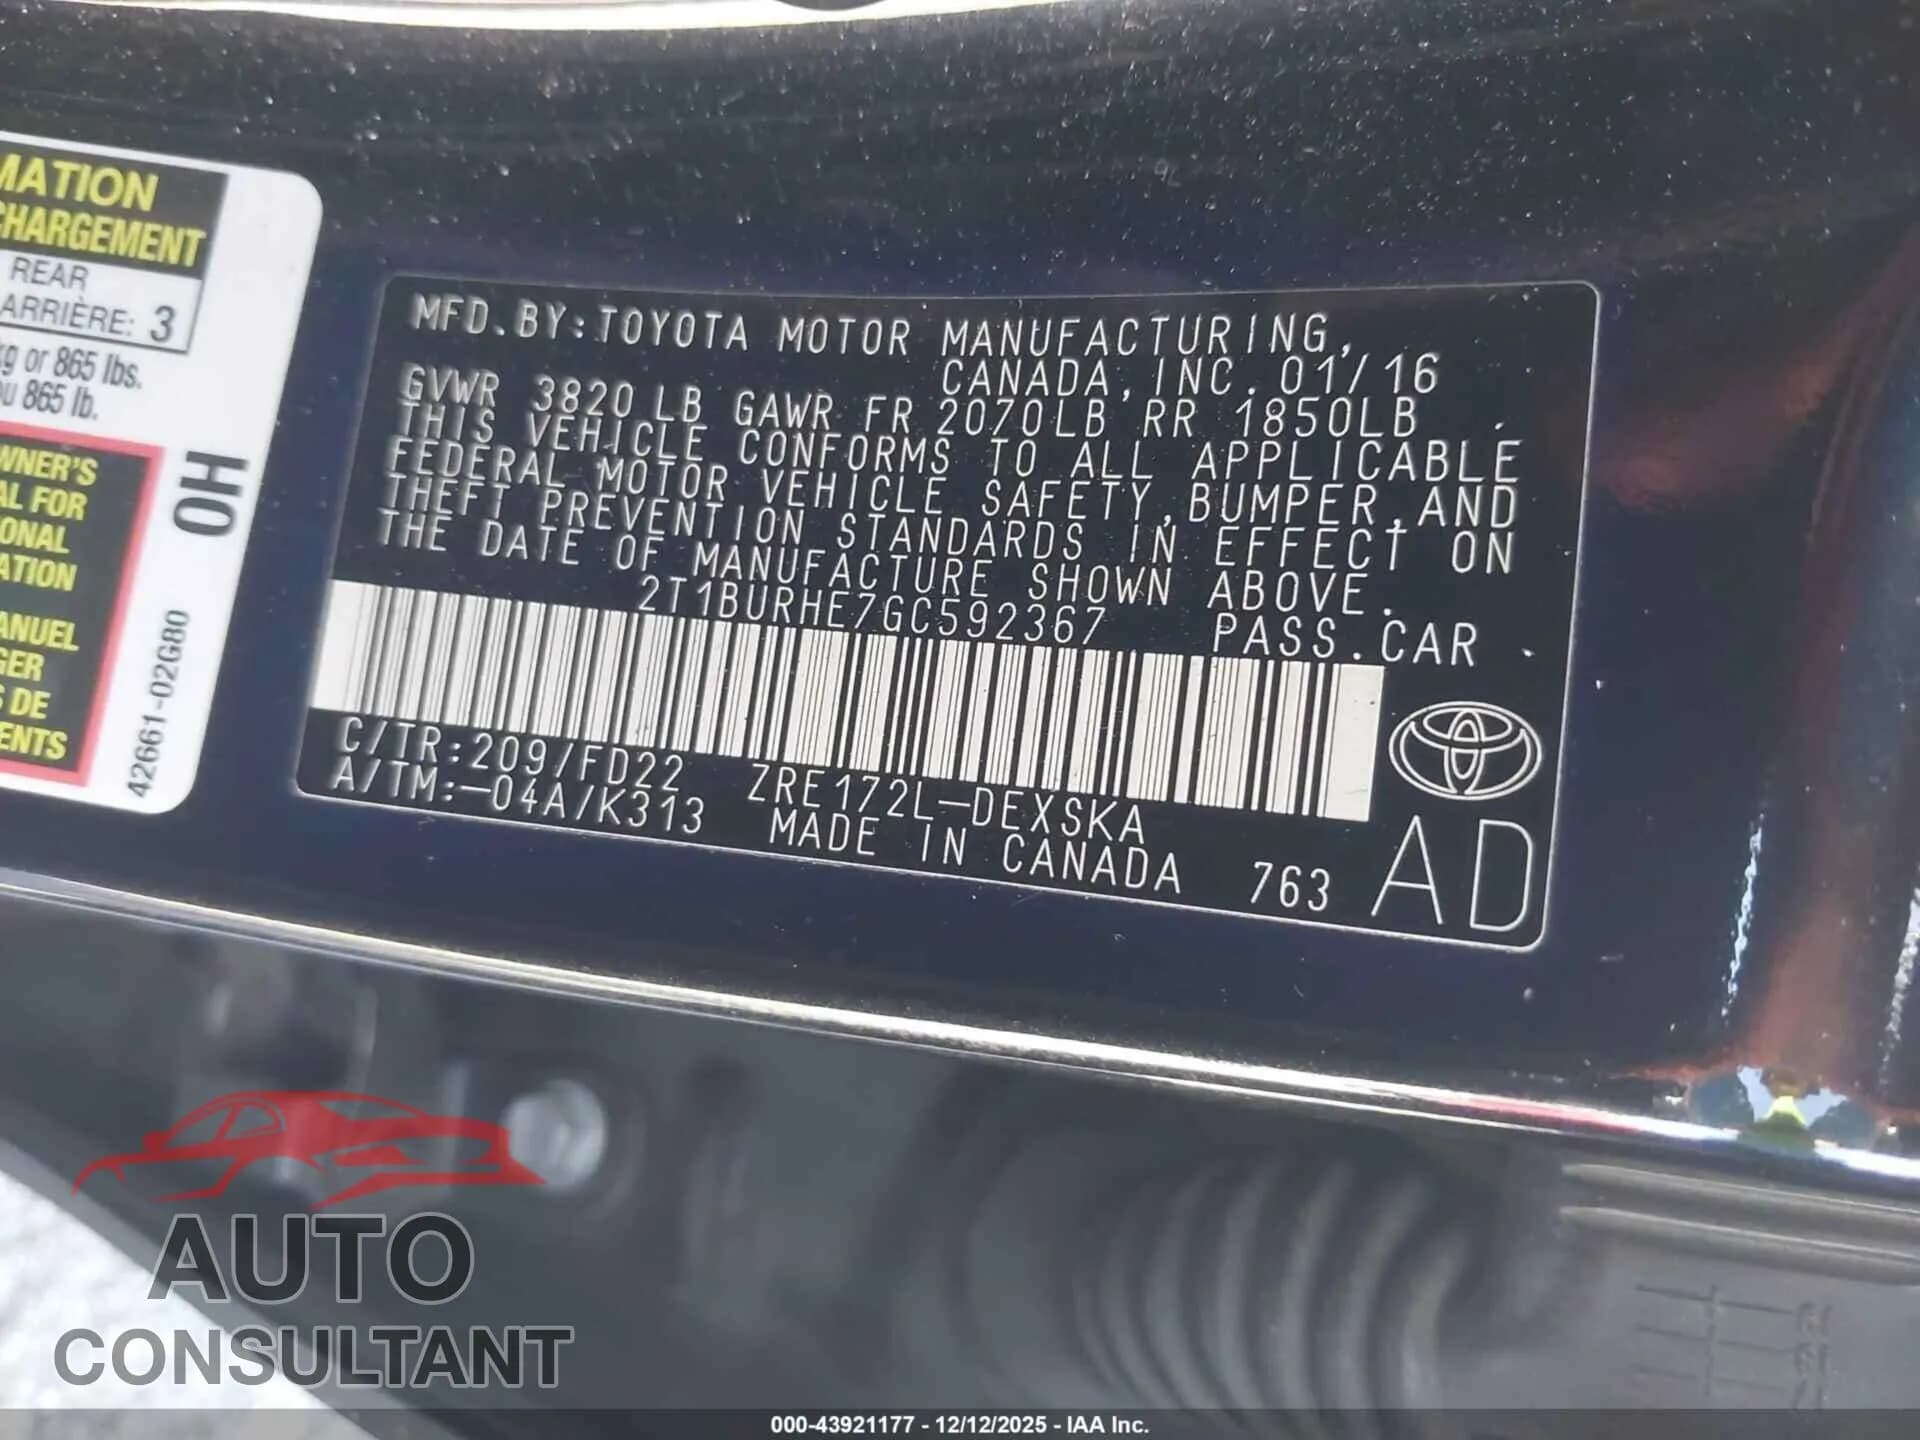 MATION
CHARGEMENT
REAR
ARRIÈRE: 3
kg or 865 lbs.
ou 865 lb.
WNER'S
AL FOR
IONAL
ATION
ANUEL
GER
S DE
ENTS
OH
42661-02G80
MFD.BY:TOYOTA MOTOR MANUFACTURING,
CANADA,INC.01/16
GVWR 3820 LB GAWR FR 2070LB RR 1850LB
THIS VEHICLE CONFORMS TO ALL APPLICABLE
FEDERAL MOTOR VEHICLE SAFETY,BUMPER,AND
THEFT PREVENTION STANDARDS IN EFFECT ON
THE DATE OF MANUFACTURE SHOWN ABOVE.
2T1BURHE7GC592367 PASS.CAR
C/TR:209/FD22 ZRE172L-DEXSKA
A/TM:-04A/K313 MADE IN CANADA 763 AD
AUTO
CONSULTANT
000-43921177 - 12/12/2025 - IAA Inc.